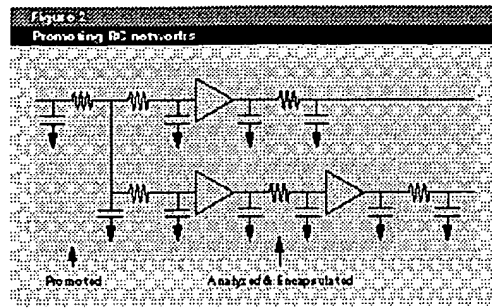 Figure 2
Promoting RC networks
Promoted
Analyzed & Encapsulated